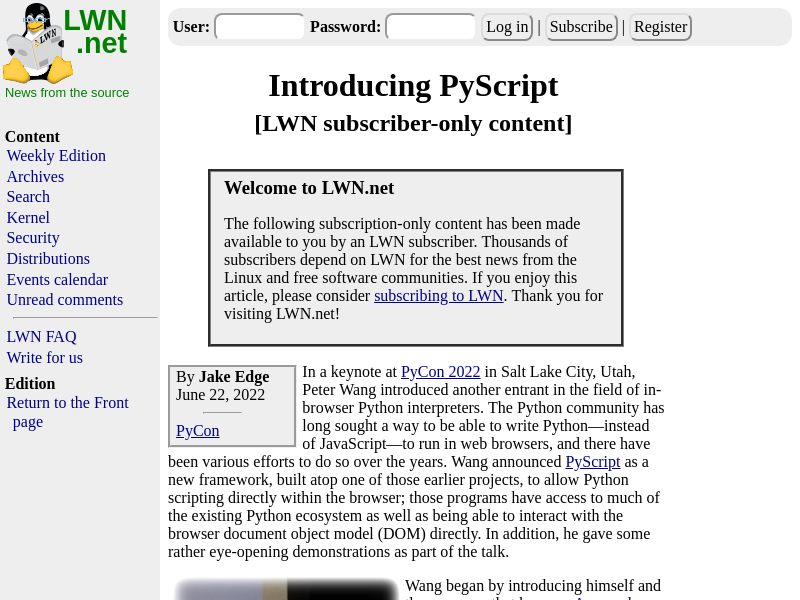 LWN
.net
News from the source
Content
Weekly Edition
Archives
Search
Kernel
Security
Distributions
Events calendar
Unread comments
LWN FAQ
Write for us
Edition
Return to the Front
page
User: Password: Log in | Subscribe | Register
Introducing PyScript
[LWN subscriber-only content]
Welcome to LWN.net
The following subscription-only content has been made
available to you by an LWN subscriber. Thousands of
subscribers depend on LWN for the best news from the
Linux and free software communities. If you enjoy this
article, please consider subscribing to LWN. Thank you for
visiting LWN.net!
By Jake Edge
June 22, 2022
PyCon
In a keynote at PyCon 2022 in Salt Lake City, Utah,
Peter Wang introduced another entrant in the field of in-
browser Python interpreters. The Python community has
long sought a way to be able to write Python—instead
of JavaScript—to run in web browsers, and there have
been various efforts to do so over the years. Wang announced PyScript as a
new framework, built atop one of those earlier projects, to allow Python
scripting directly within the browser; those programs have access to much of
the existing Python ecosystem as well as being able to interact with the
browser document object model (DOM) directly. In addition, he gave some
rather eye-opening demonstrations as part of the talk.
Wang began by introducing himself and